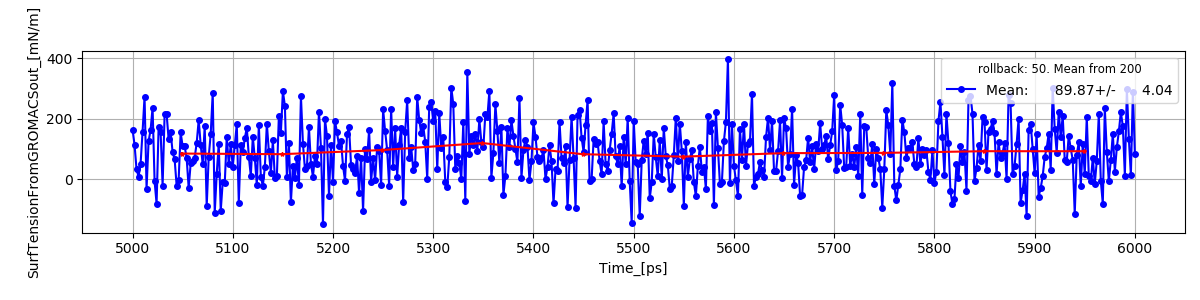 SurfTensionFromGROMACSout_[mN/m]
400
200
0
rollback: 50. Mean from 200
Mean: 89.87+/- 4.04
5000 5100 5200 5300 5400 5500 5600 5700 5800 5900 6000
Time_[ps]